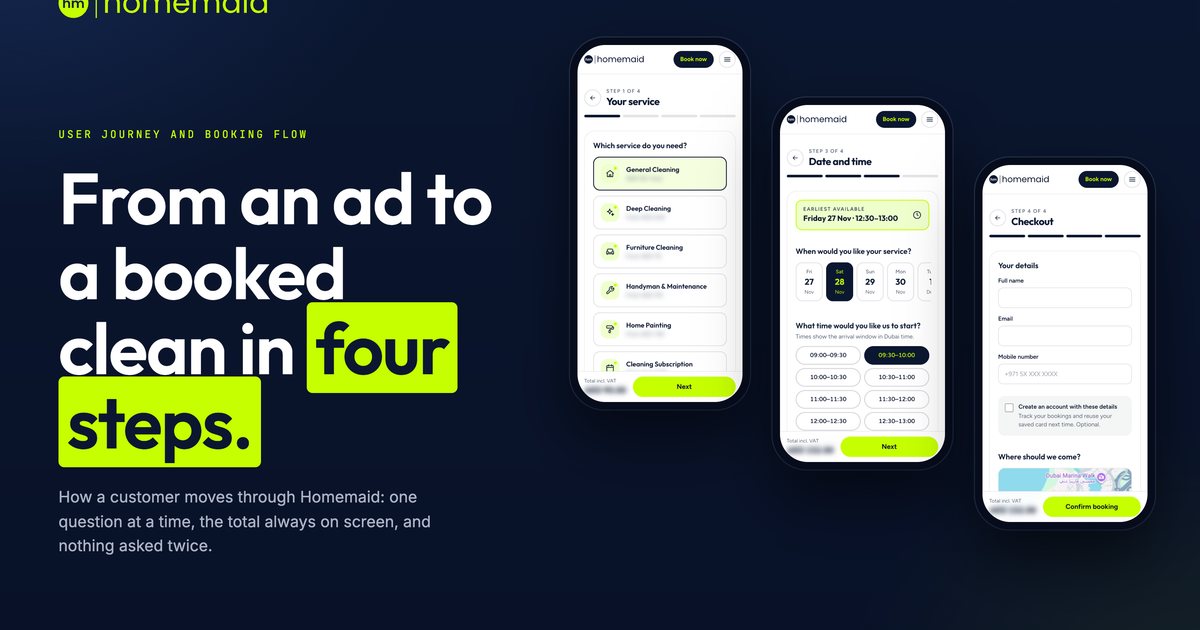 hm homemaid
USER JOURNEY AND BOOKING FLOW
From an ad to
a booked
clean in four
steps.
How a customer moves through Homemaid: one
question at a time, the total always on screen, and
nothing asked twice.
hm homemaid
Book now
STEP 1 OF 4
Your service
Which service do you need?
General Cleaning
Deep Cleaning
Furniture Cleaning
Handyman & Maintenance
Home Painting
Cleaning Subscription
Total incl. VAT
Next
hm homemaid
Book now
STEP 3 OF 4
Date and time
EARLIEST AVAILABLE
Friday 27 Nov · 12:30–13:00
When would you like your service?
Fri Sat Sun Mon
27 28 29 30
Nov Nov Nov Nov
What time would you like us to start?
Times show the arrival window in Dubai time.
09:00–09:30 09:30–10:00
10:00–10:30 10:30–11:00
11:00–11:30 11:30–12:00
12:00–12:30 12:30–13:00
Total incl. VAT
Next
hm homemaid
Book now
STEP 4 OF 4
Checkout
Your details
Full name
Email
Mobile number
+971 5X XXX XXXX
Create an account with these details
Track your bookings and reuse your
saved card next time. Optional.
Where should we come?
Dubai Marina Walk
Total incl. VAT
Confirm booking